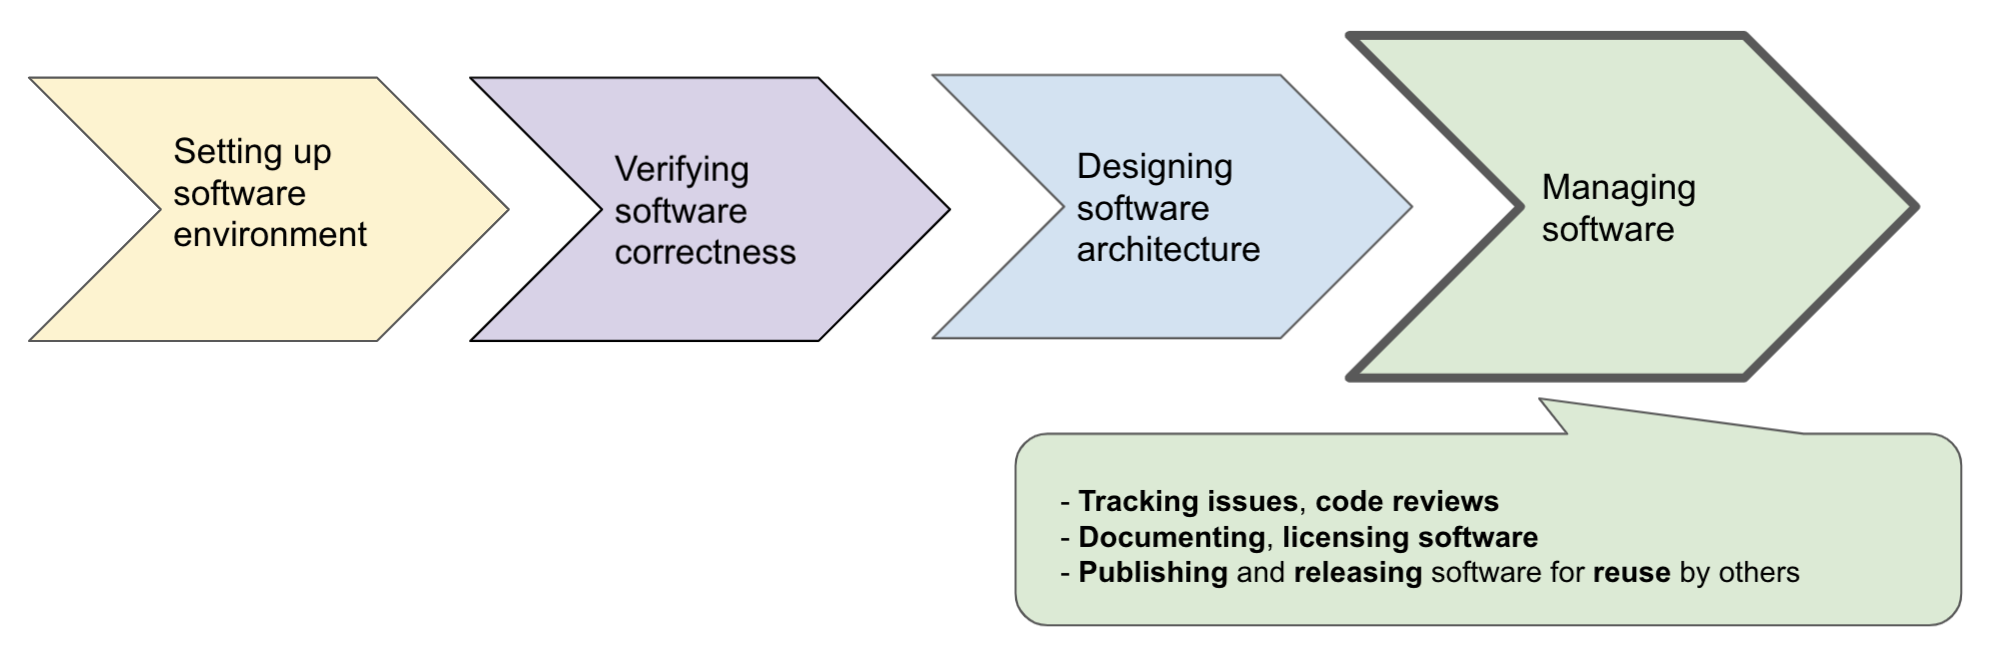 Setting up
software
environment
Verifying
software
correctness
Designing
software
architecture
Managing
software
- Tracking issues, code reviews
- Documenting, licensing software
- Publishing and releasing software for reuse by others